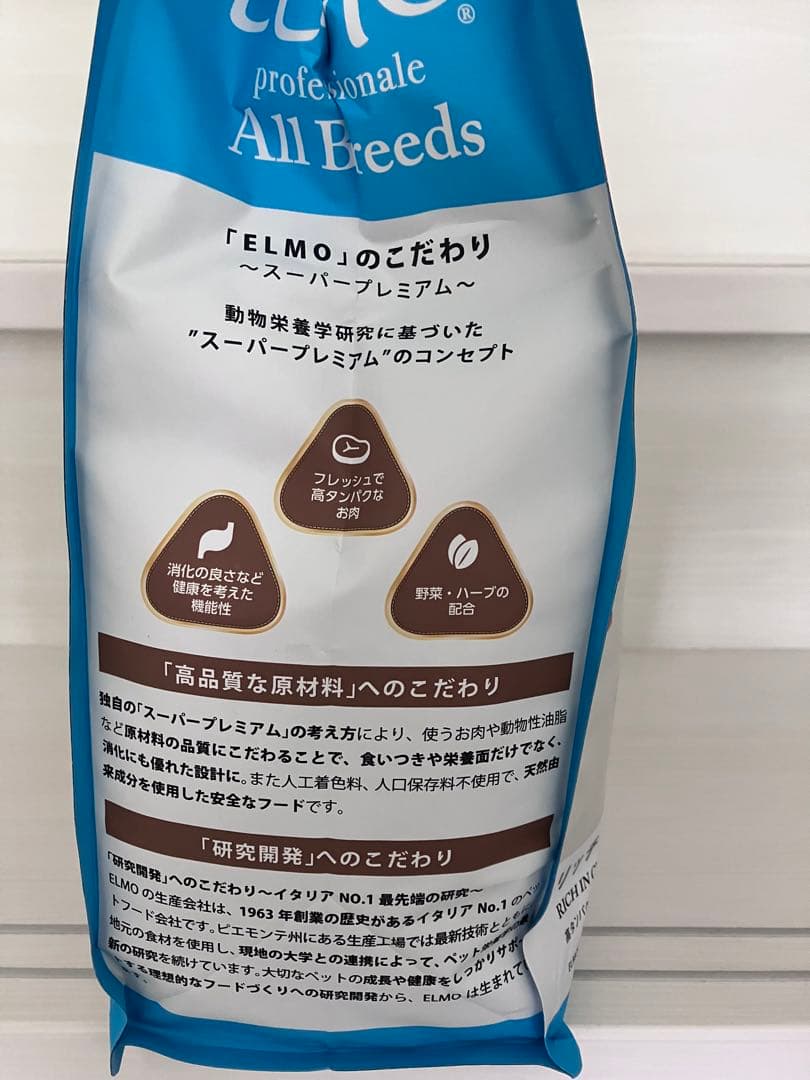 elmo®
professionale
All Breeds
「ELMO」のこだわり
～スーパープレミアム～
動物栄養学研究に基づいた
"スーパープレミアム"のコンセプト
フレッシュで
高タンパクな
お肉
消化の良さなど
健康を考えた
機能性
野菜・ハーブの
配合
「高品質な原材料」へのこだわり
独自の「スーパープレミアム」の考え方により、使うお肉や動物性油脂
など原材料の品質にこだわることで、食いつきや栄養面だけでなく、
消化にも優れた設計に。また人工着色料、人口保存料不使用で、天然由
来成分を使用した安全なフードです。
「研究開発」へのこだわり
「研究開発」へのこだわり～イタリア NO.1 最先端の研究～
ELMO の生産会社は、1963 年創業の歴史があるイタリア No.1 のペッ
トフード会社です。ピエモンテ州にある生産工場では最新技術ととも
地元の食材を使用し、現地の大学との連携によって、ペット
新の研究を続けています。大切なペットの成長や健康をしっかりサポー
する理想的なフードづくりへの研究開発から、ELMO は生まれて
リッチ
RICH IN C